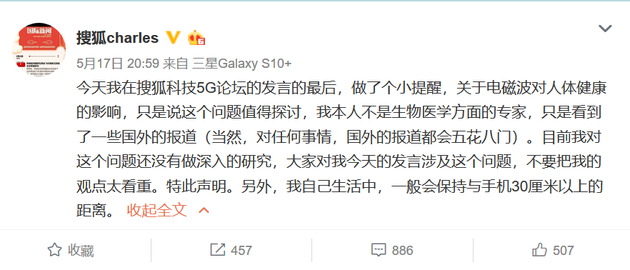 国际新闻
搜狐charles
5月17日 20:59 来自 三星Galaxy S10+
今天我在搜狐科技5G论坛的发言的最后，做了个小提醒，关于电磁波对人体健康
的影响，只是说这个问题值得探讨，我本人不是生物医学方面的专家，只是看到
了一些国外的报道（当然，对任何事情，国外的报道都会五花八门）。目前我对
这个问题还没有做深入的研究，大家对我今天的发言涉及这个问题，不要把我的
观点太看重。特此声明。另外，我自己生活中，一般会保持与手机30厘米以上的
距离。 收起全文
收藏 457 886 507